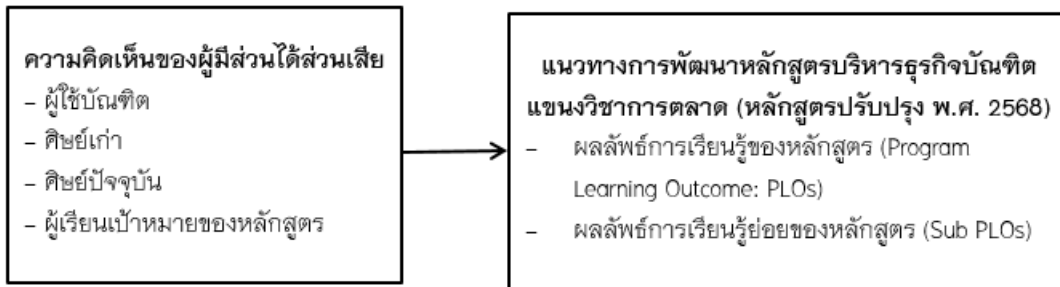 ความคิดเห็นของผู้มีส่วนได้ส่วนเสีย
– ผู้ใช้บัณฑิต
– ศิษย์เก่า
– ศิษย์ปัจจุบัน
– ผู้เรียนเป้าหมายของหลักสูตร
แนวทางการพัฒนาหลักสูตรบริหารธุรกิจบัณฑิต
แขนงวิชาการตลาด (หลักสูตรปรับปรุง พ.ศ. 2568)
– ผลลัพธ์การเรียนรู้ของหลักสูตร (Program
Learning Outcome: PLOs)
– ผลลัพธ์การเรียนรู้ย่อยของหลักสูตร (Sub PLOs)